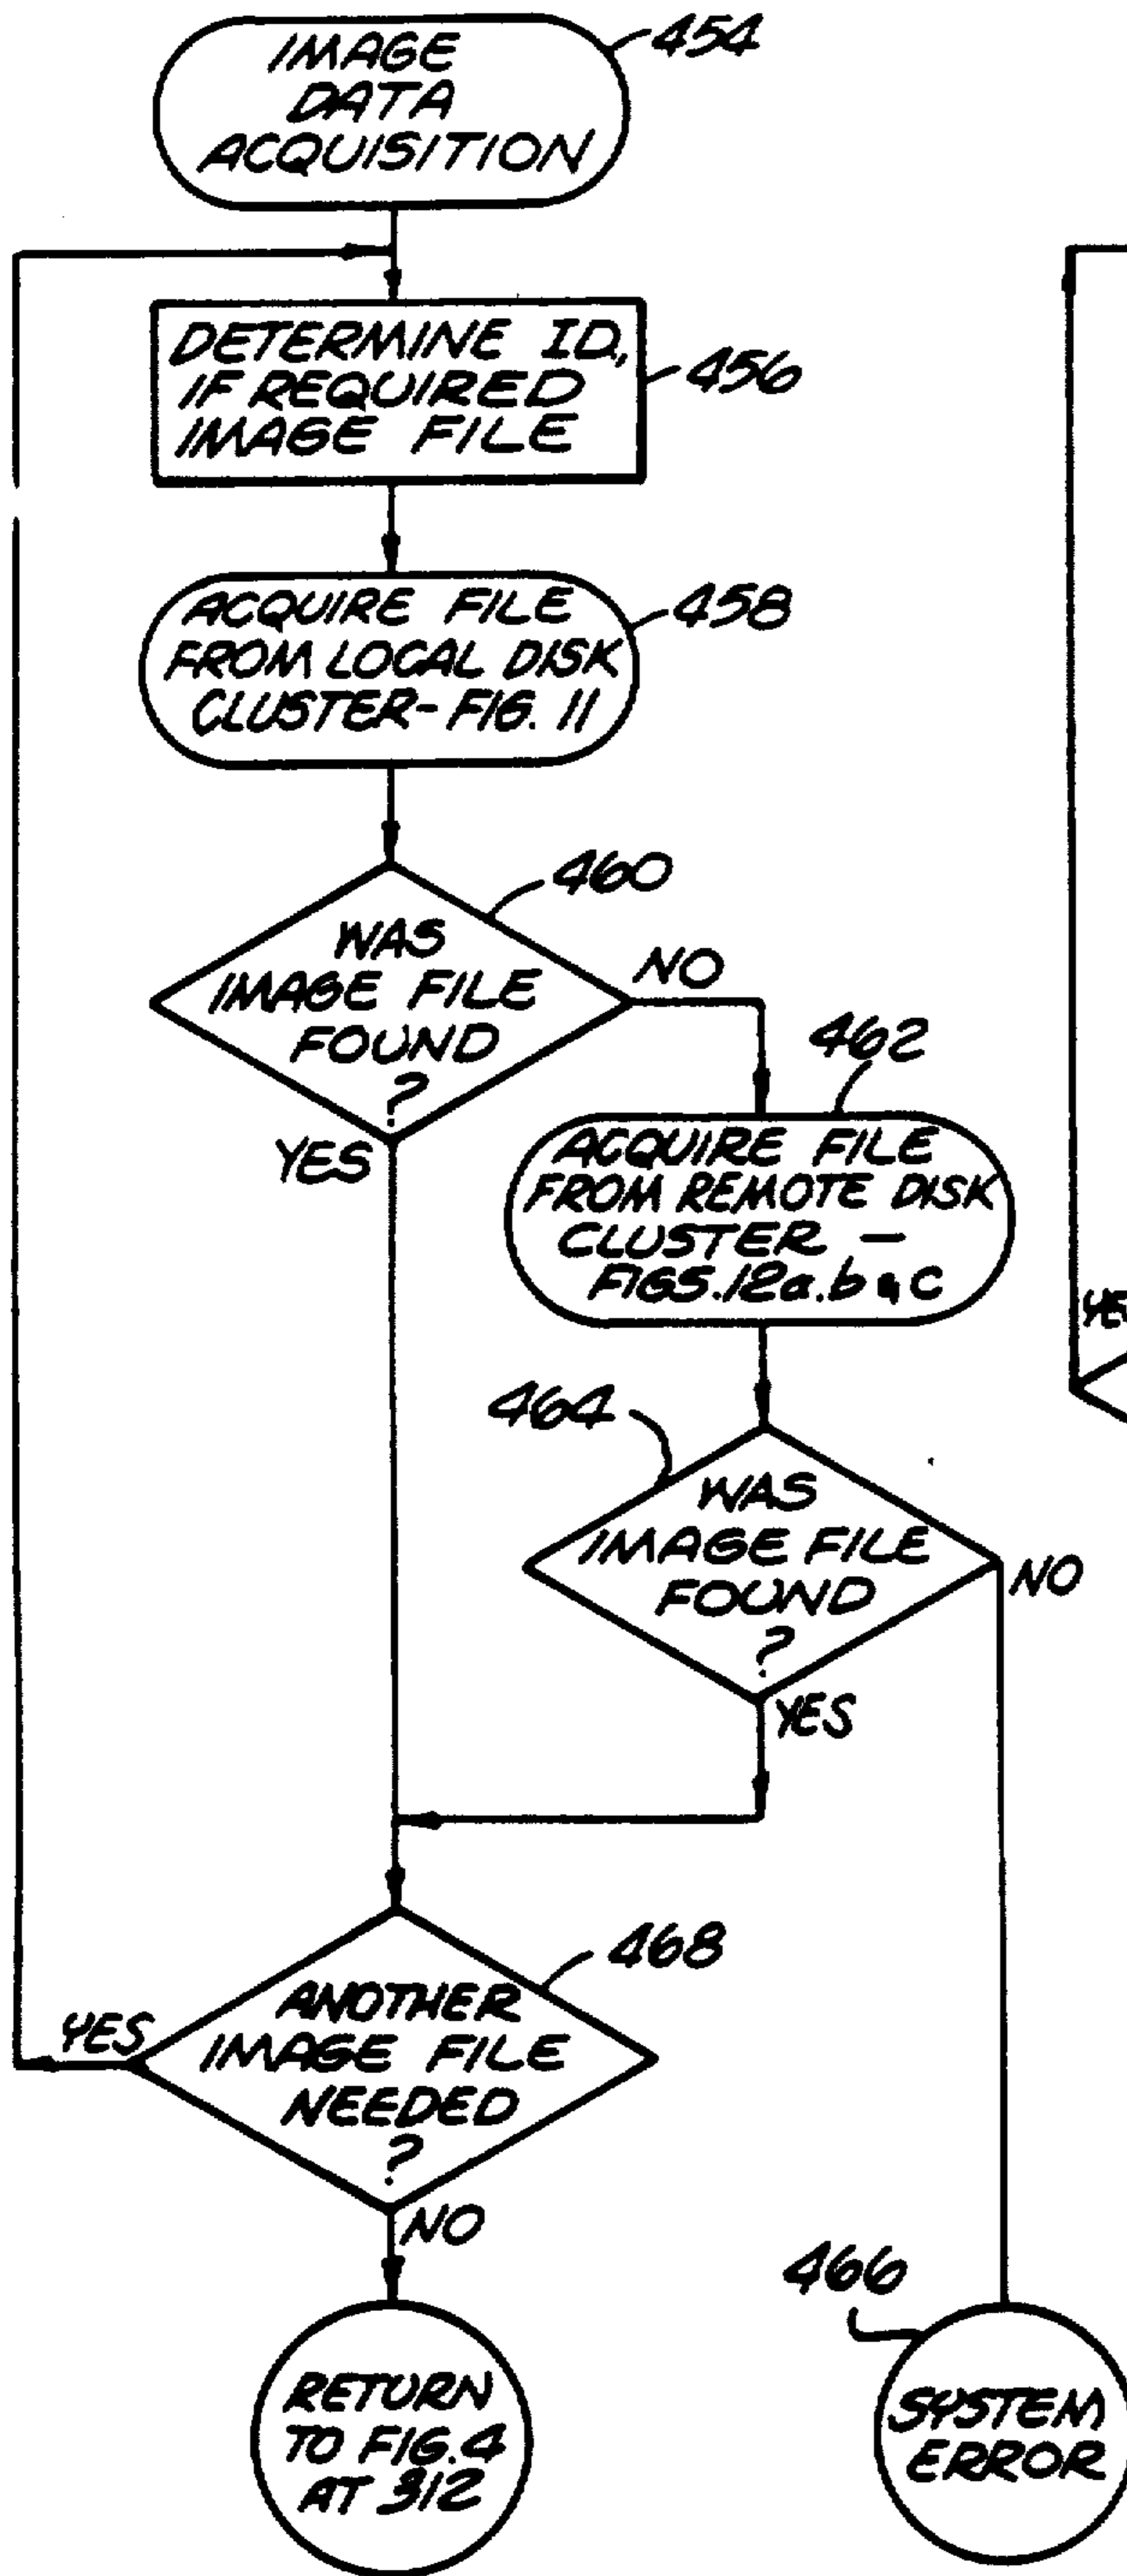 IMAGE
DATA
ACQUISITION
454
DETERMINE ID.,
IF REQUIRED
IMAGE FILE
456
ACQUIRE FILE
FROM LOCAL DISK
CLUSTER- FIG. 11
458
WAS
IMAGE FILE
FOUND
?
460
NO
YES
462
ACQUIRE FILE
FROM REMOTE DISK
CLUSTER —
FIGS.12a.b & C
464
WAS
IMAGE FILE
FOUND
?
NO
YES
468
ANOTHER
IMAGE FILE
NEEDED
?
YES
NO
RETURN
TO FIG.4
AT 312
466
SYSTEM
ERROR